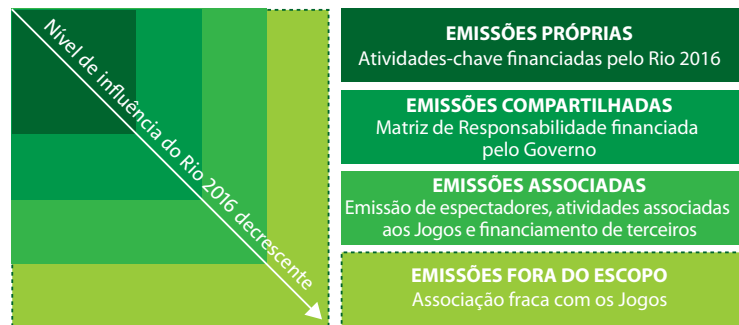 Nível de influência do Rio 2016 decrescente
EMISSÕES PRÓPRIAS
Atividades-chave financiadas pelo Rio 2016
EMISSÕES COMPARTILHADAS
Matriz de Responsabilidade financiada
pelo Governo
EMISSÕES ASSOCIADAS
Emissão de espectadores, atividades associadas
aos Jogos e financiamento de terceiros
EMISSÕES FORA DO ESCOPO
Associação fraca com os Jogos